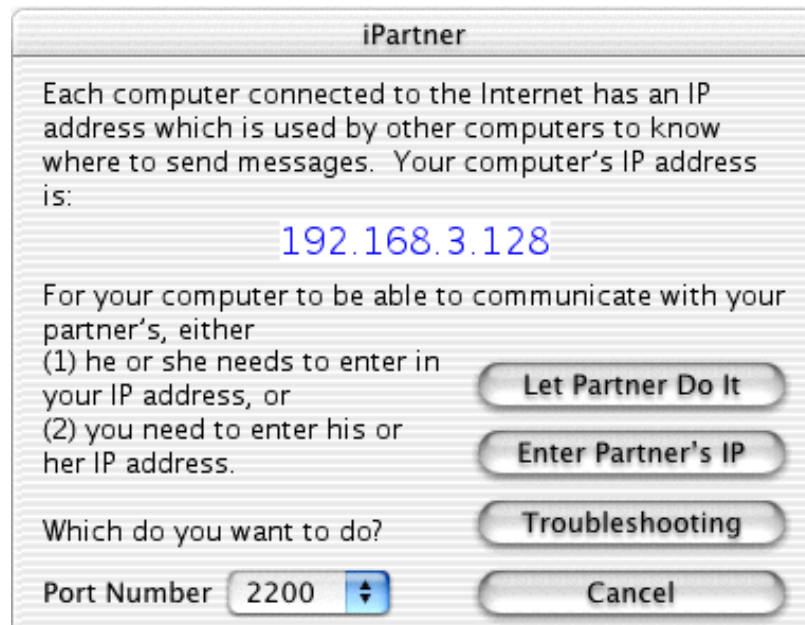 iPartner
Each computer connected to the Internet has an IP
address which is used by other computers to know
where to send messages.  Your computer's IP address
is:
192.168.3.128
For your computer to be able to communicate with your
partner's, either
(1) he or she needs to enter in
your IP address, or
(2) you need to enter his or
her IP address.
Let Partner Do It
Enter Partner's IP
Troubleshooting
Which do you want to do?
Port Number 2200
Cancel